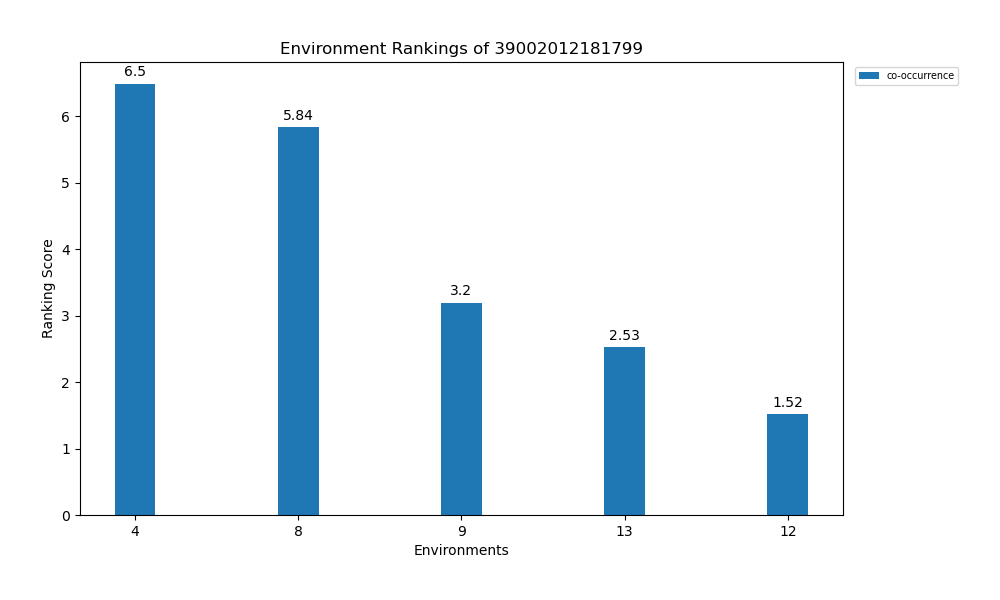 Environment Rankings of 39002012181799
co-occurrence
6.5
5.84
3.2
2.53
1.52
6
5
4
3
2
1
0
Ranking Score
4 8 9 13 12
Environments